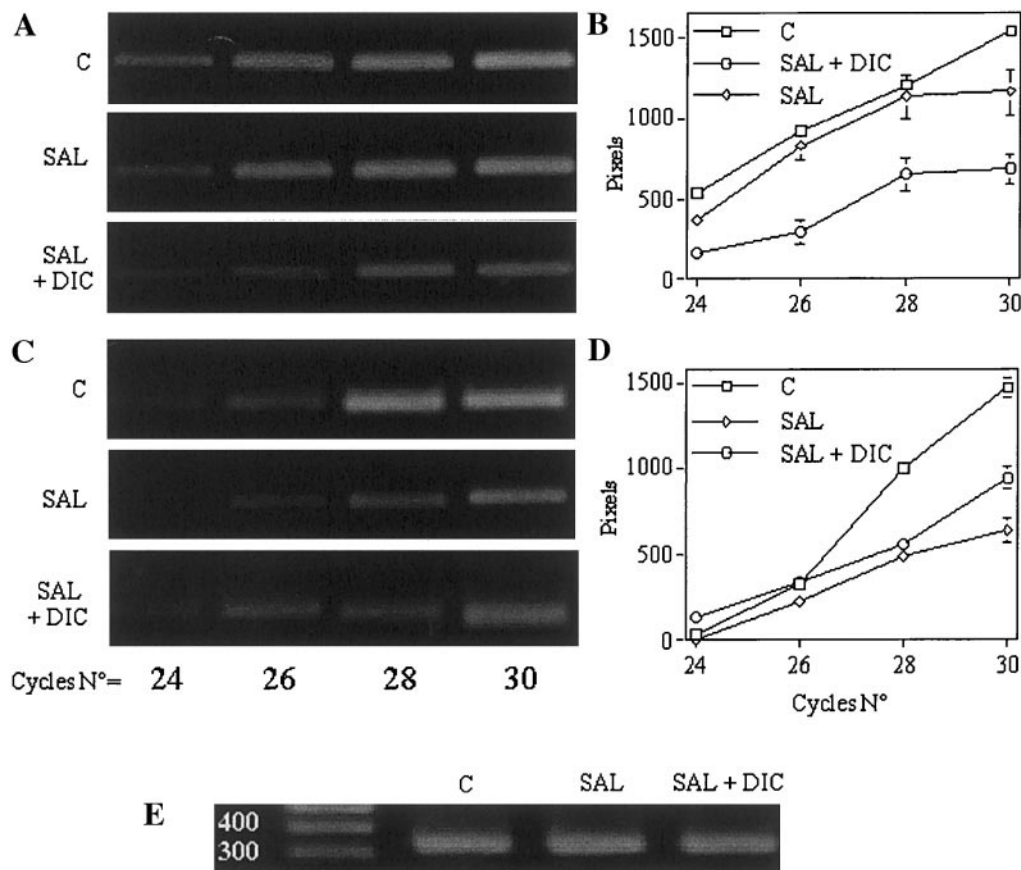 A
C
SAL
SAL
+ DIC
B
1500
1000
500
0
Pixels
C
SAL + DIC
SAL
24 26 28 30
C
C
SAL
SAL
+ DIC
Cycles N°= 24 26 28 30
D
1500
1000
500
0
Pixels
C
SAL
SAL + DIC
24 26 28 30
Cycles N°
E
C SAL SAL + DIC
400
300